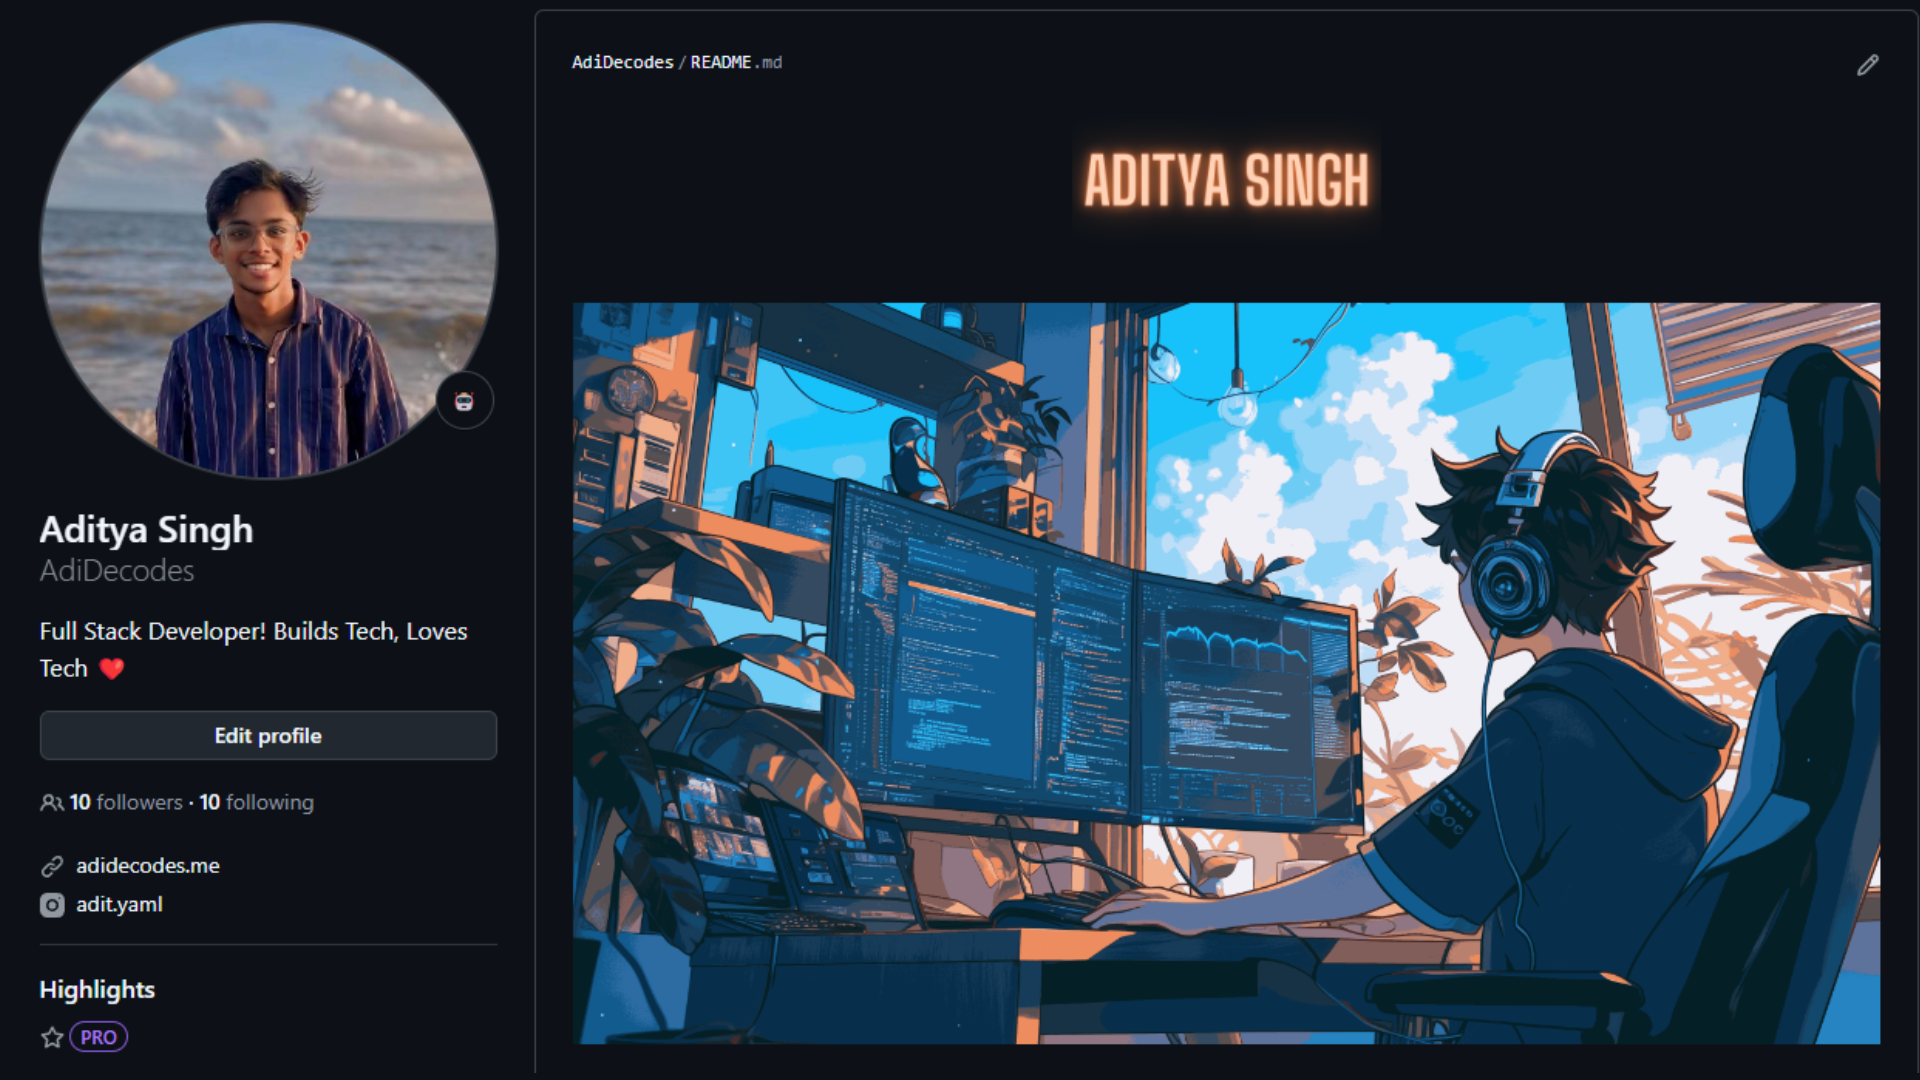 AdiDecodes / README.md
ADITYA SINGH
Aditya Singh
AdiDecodes
Full Stack Developer! Builds Tech, Loves
Tech ❤️
Edit profile
10 followers · 10 following
adidecodes.me
adit.yaml
Highlights
PRO